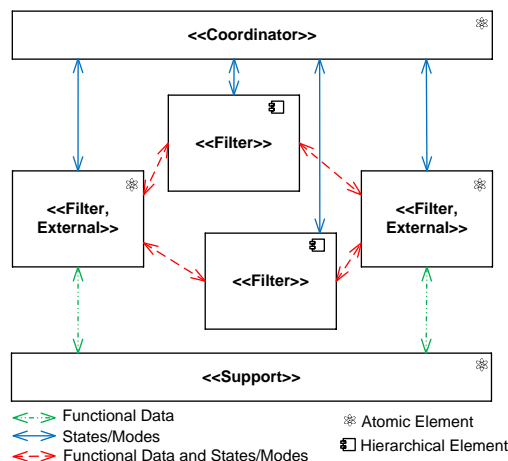 <<Coordinator>>
<<Filter>>
<<Filter,
External>>
<<Filter,
External>>
<<Filter>>
<<Support>>
Functional Data
States/Modes
Functional Data and States/Modes
Atomic Element
Hierarchical Element